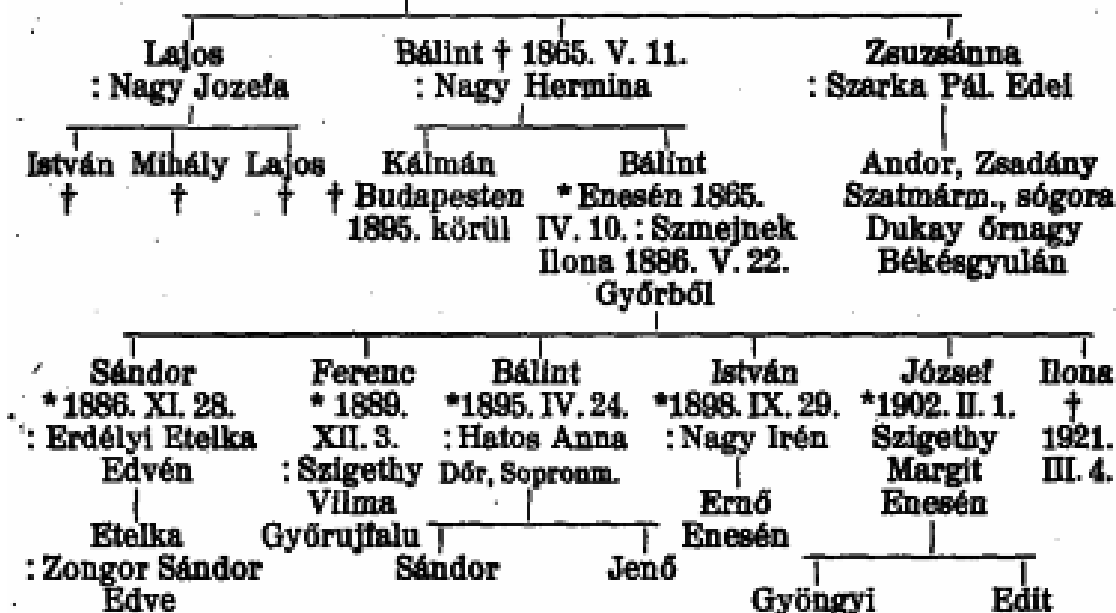 Lajos Bálint † 1865. V. 11. Zsuzsánna
: Nagy Jozefa : Nagy Hermina : Szarka Pál. Edei
István Mihály Lajos Kálmán Bálint Andor, Zsadány
† † † † Budapesten * Enesén 1865. Szatmárm., sógora
1895. körül IV. 10. : Szmejnek Dukay őrnagy
Ilona 1886. V. 22. Békésgyulán
Győrből
Sándor Ferenc Bálint István József Ilona
* 1886. XI. 28. * 1889. *1895. IV. 24. *1898. IX. 29. *1902. II. 1. †
: Erdélyi Etelka XII. 3. : Hatos Anna : Nagy Irén Szigethy 1921.
Edvén : Szigethy Dőr, Sopronm. Margit III. 4.
Vilma Ernő Enesén
Etelka Győrujfalu Enesén
: Zongor Sándor Sándor Jenő
Edve Gyöngyi Edit